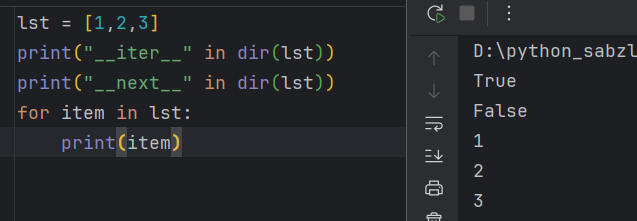 lst = [1,2,3]
print("__iter__" in dir(lst))
print("__next__" in dir(lst))
for item in lst:
    print(item)
D:\python_sabzl
True
False
1
2
3